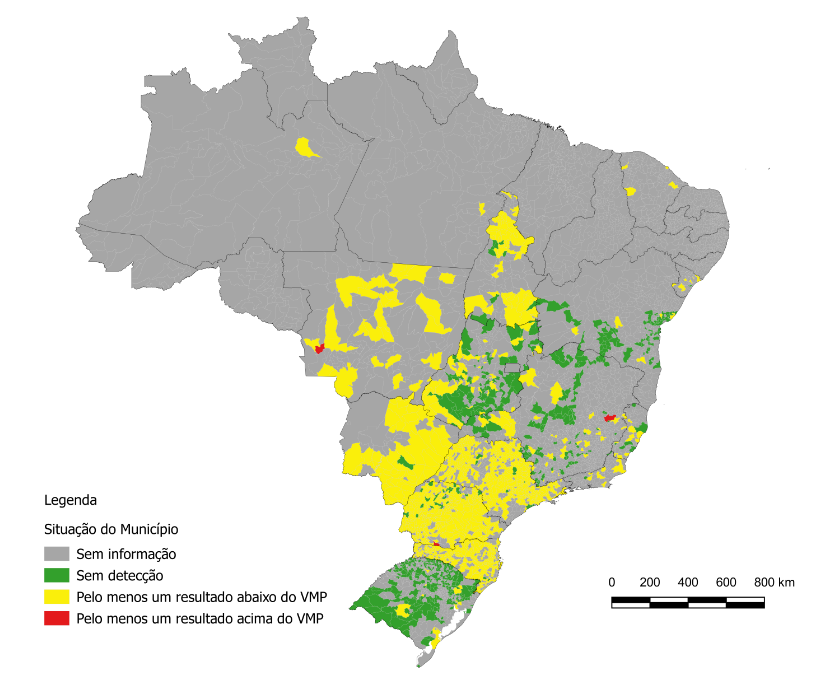 Legenda
Situação do Município
Sem informação
Sem detecção
Pelo menos um resultado abaixo do VMP
Pelo menos um resultado acima do VMP
0 200 400 600 800 km